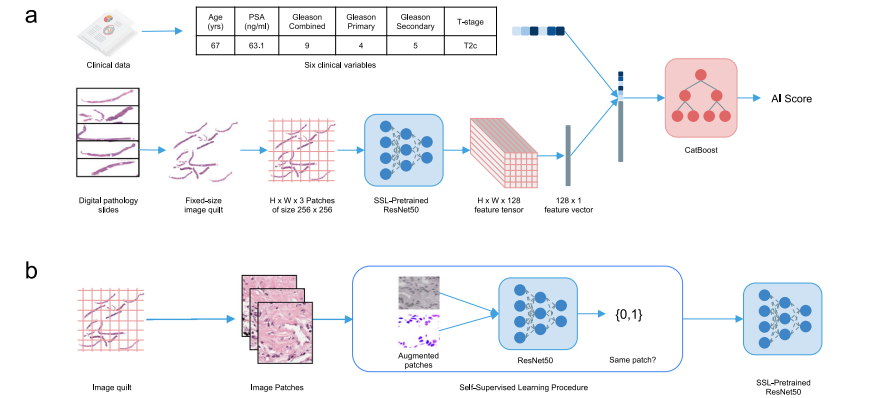 a
Age (yrs) PSA (ng/ml) Gleason Combined Gleason Primary Gleason Secondary T-stage
67 63.1 9 4 5 T2c
Clinical data
Six clinical variables
AI Score
CatBoost
Digital pathology slides
Fixed-size image quilt
H x W x 3 Patches of size 256 x 256
SSL-Pretrained ResNet50
H x W x 128 feature tensor
128 x 1 feature vector
b
{0,1}
Augmented patches
ResNet50
Same patch?
Image quilt
Image Patches
Self-Supervised Learning Procedure
SSL-Pretrained ResNet50